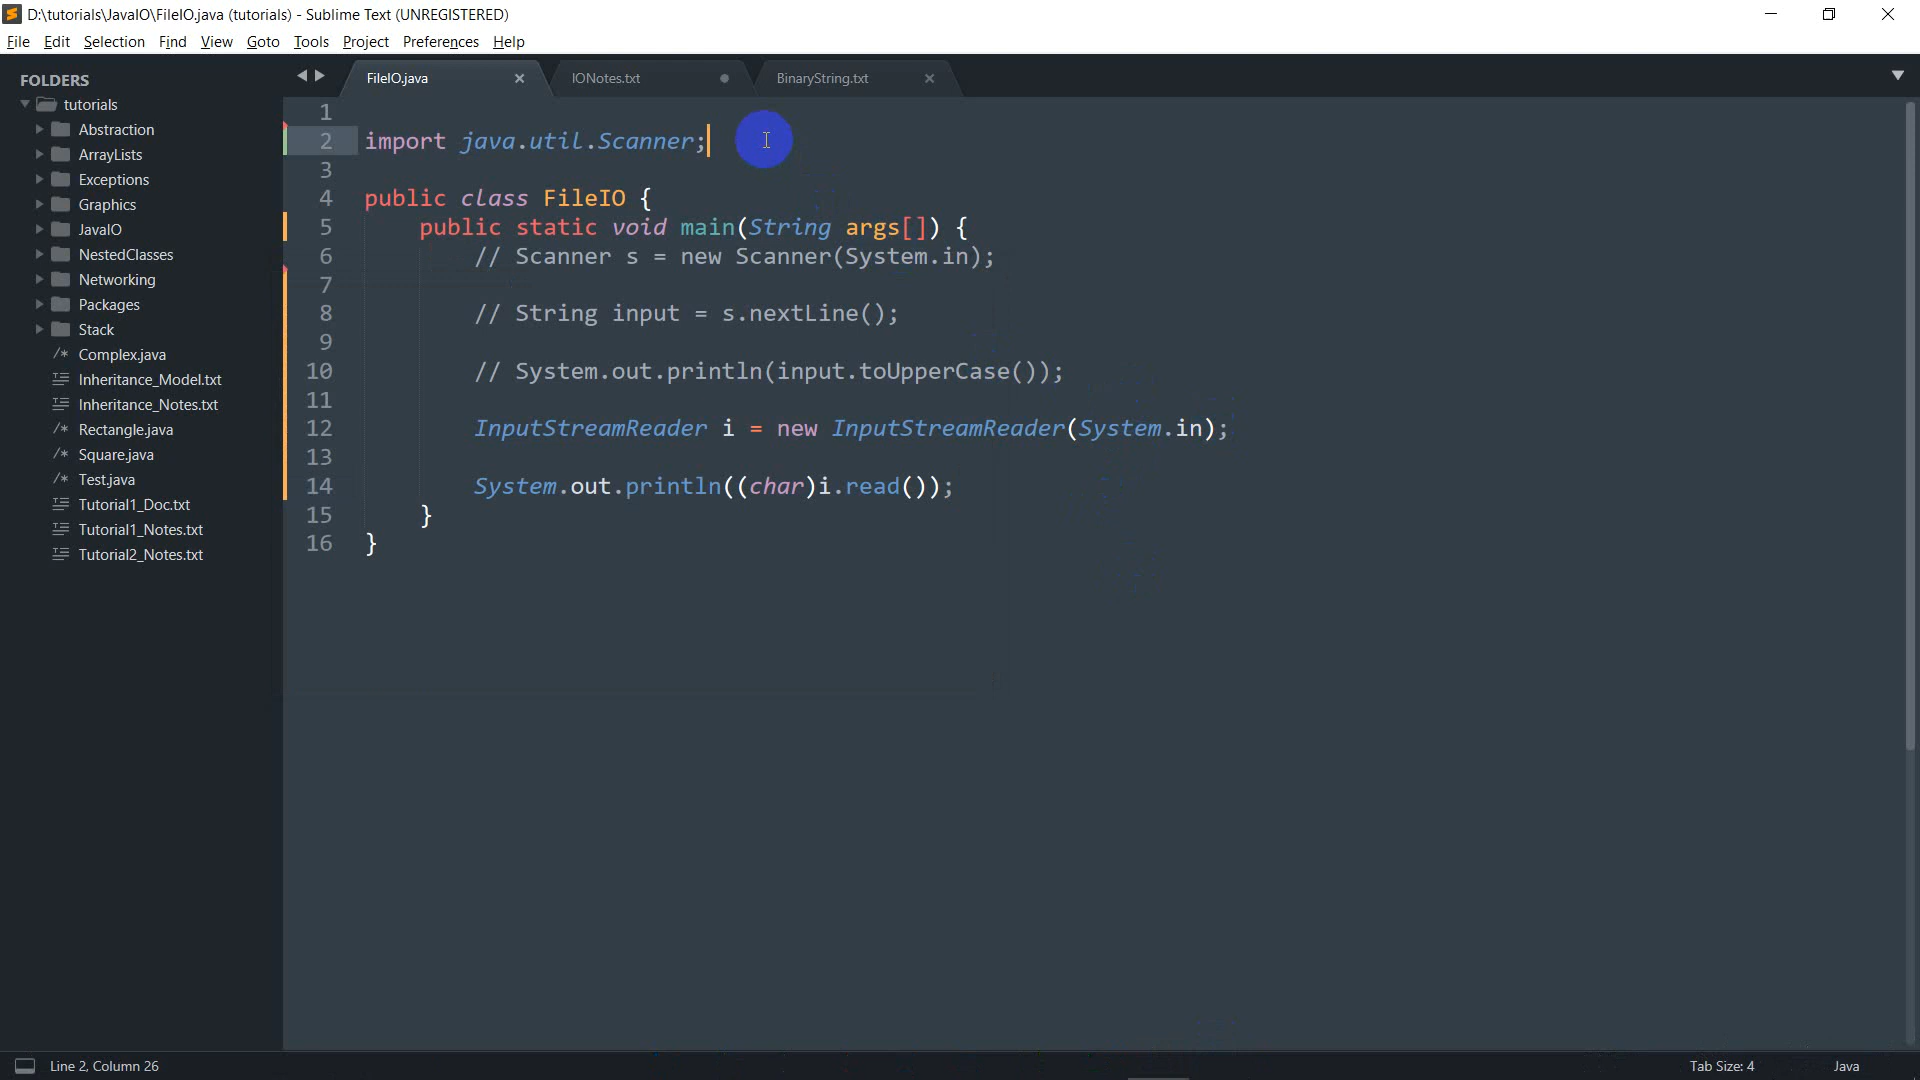 D:\tutorials\JavaIO\FileIO.java (tutorials) - Sublime Text (UNREGISTERED)
File Edit Selection Find View Goto Tools Project Preferences Help
FOLDERS
tutorials
Abstraction
ArrayLists
Exceptions
Graphics
JavaIO
NestedClasses
Networking
Packages
Stack
/* Complex.java
Inheritance_Model.txt
Inheritance_Notes.txt
/* Rectangle.java
/* Square.java
/* Test.java
Tutorial1_Doc.txt
Tutorial1_Notes.txt
Tutorial2_Notes.txt
FileIO.java IONotes.txt BinaryString.txt
1
2 import java.util.Scanner;
3
4 public class FileIO {
5 public static void main(String args[]) {
6 // Scanner s = new Scanner(System.in);
7
8 // String input = s.nextLine();
9
10 // System.out.println(input.toUpperCase());
11
12 InputStreamReader i = new InputStreamReader(System.in);
13
14 System.out.println((char)i.read());
15 }
16 }
Line 2, Column 26 Tab Size: 4 Java